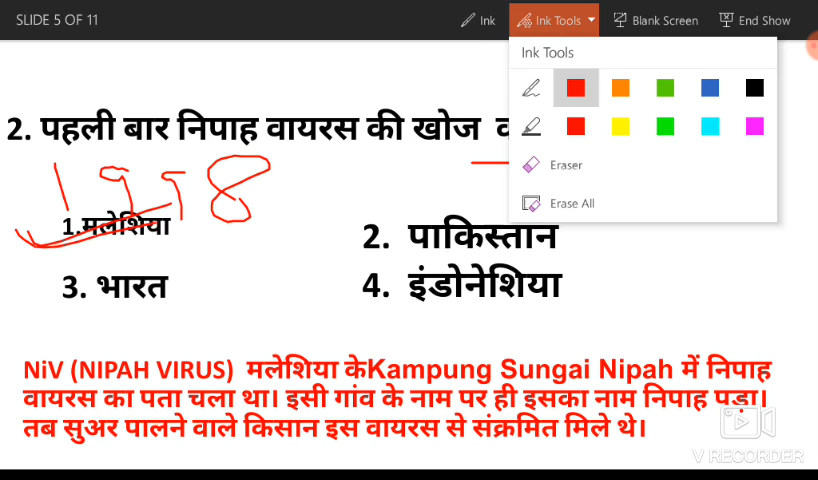 SLIDE 5 OF 11 Ink Ink Tools Blank Screen End Show
Ink Tools
2. पहली बार निपाह वायरस की खोज
Eraser
1998
Erase All
1.मलेशिया 2. पाकिस्तान
3. भारत 4. इंडोनेशिया
NiV (NIPAH VIRUS) मलेशिया केKampung Sungai Nipah में निपाह
वायरस का पता चला था। इसी गांव के नाम पर ही इसका नाम निपाह पड़ा।
तब सुअर पालने वाले किसान इस वायरस से संक्रमित मिले थे।
V RECORDER